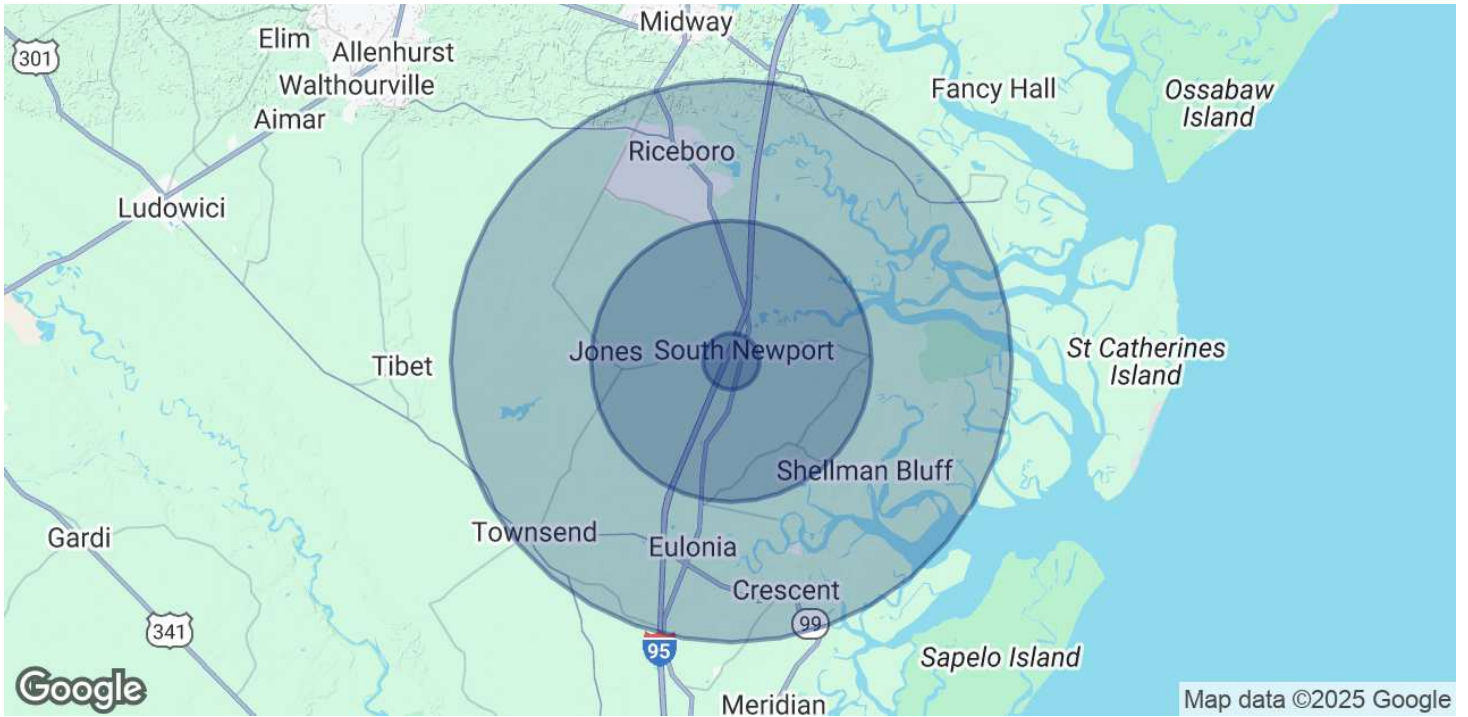 Midway
Elim
Allenhurst
301
Walthourville
Fancy Hall
Ossabaw
Island
Aimar
Riceboro
Ludowici
Jones
South Newport
St Catherines
Island
Tibet
Shellman Bluff
Townsend
Gardi
Eulonia
Crescent
341
99
95
Sapelo Island
Google
Meridian
Map data ©2025 Google